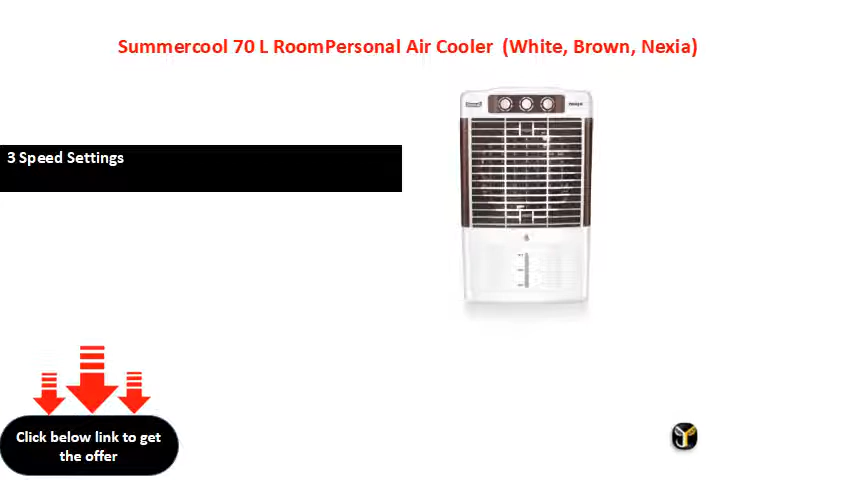 Summercool 70 L RoomPersonal Air Cooler (White, Brown, Nexia)
3 Speed Settings
Click below link to get
the offer